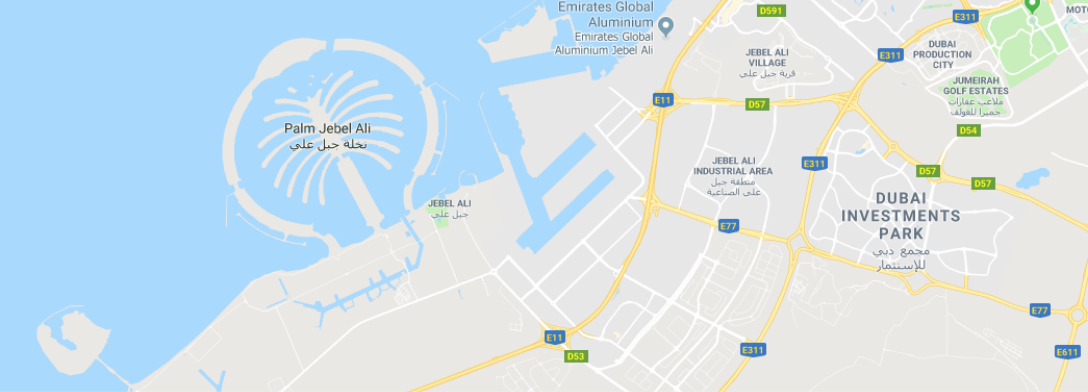 Emirates Global
Aluminium
Emirates Global
Aluminium Jebel Ali
D591
E311
MOTO
E311
DUBAI
PRODUCTION
CITY
JEBEL ALI
VILLAGE
قرية جبل علي
JUMEIRAH
GOLF ESTATES
ملاعب عقارات
جميرا للغولف
E11
D57
D54
Palm Jebel Ali
نخلة جبل علي
JEBEL ALI
INDUSTRIAL AREA
منطقة جبل
علي الصناعية
E311
D57
D57
JEBEL ALI
جبل علي
DUBAI
INVESTMENTS
PARK
مجمع دبي
للإستثمار
E77
E77
E11
D53
E311
E611